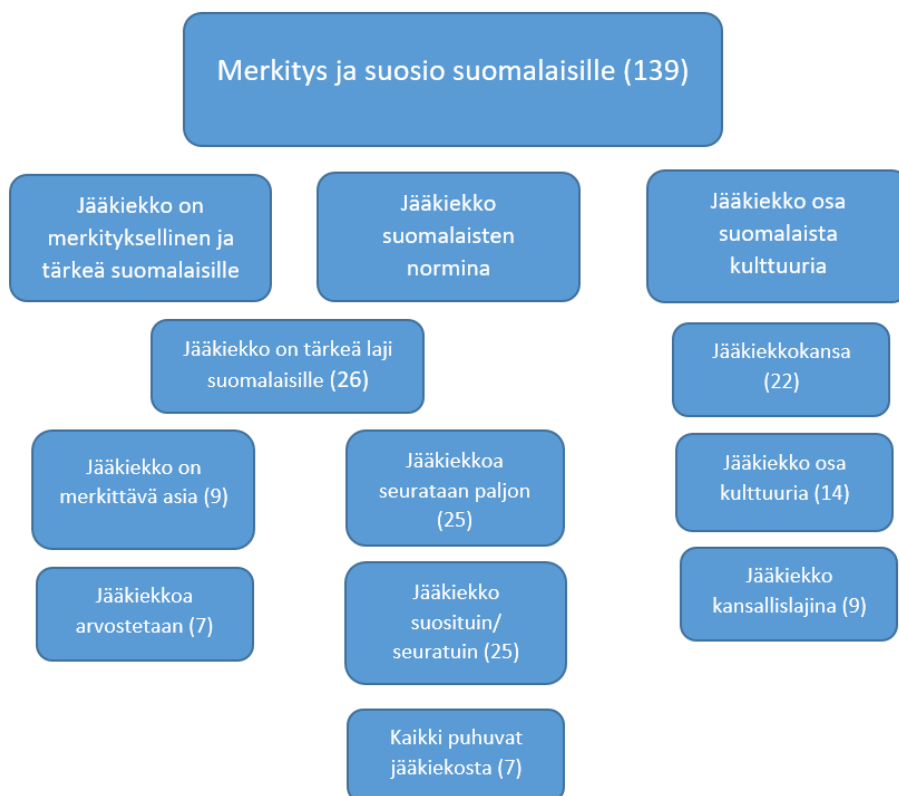 Merkitys ja suosio suomalaisille (139)
Jääkiekko on
merkityksellinen ja
tärkeä suomalaisille
Jääkiekko
suomalaisten
normina
Jääkiekko osa
suomalaista
kulttuuria
Jääkiekko on tärkeä laji
suomalaisille (26)
Jääkiekkokansa
(22)
Jääkiekko on
merkittävä asia (9)
Jääkiekkoa
seurataan paljon
(25)
Jääkiekko osa
kulttuuria (14)
Jääkiekkoa
arvostetaan (7)
Jääkiekko
suosituin/
seuratuin (25)
Jääkiekko
kansallislajina (9)
Kaikki puhuvat
jääkiekosta (7)